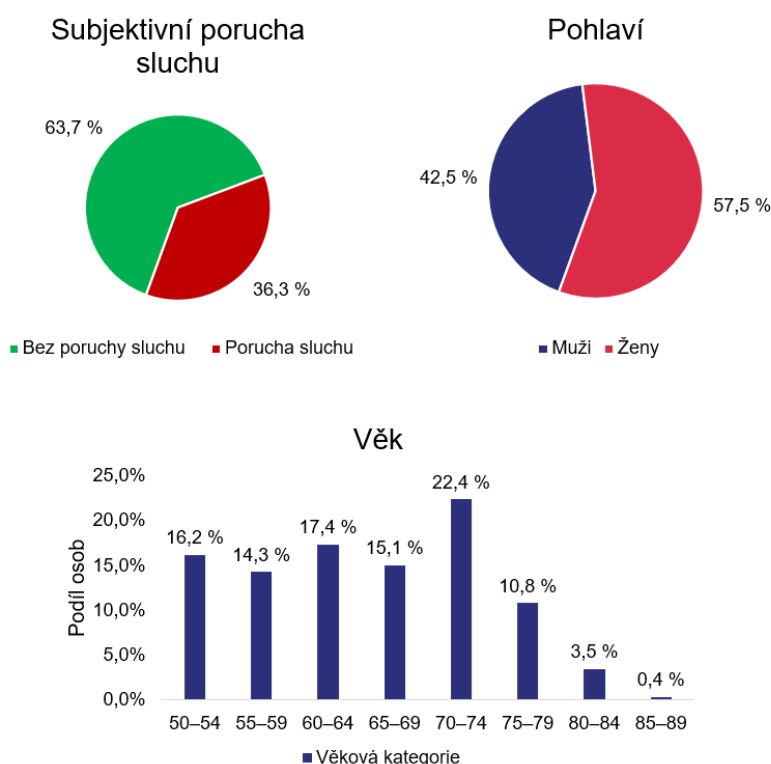 Subjektivní porucha
sluchu
63,7 %
36,3 %
Bez poruchy sluchu Porucha sluchu
Pohlaví
42,5 %
57,5 %
Muži Ženy
Věk
Podíl osob
25,0%
20,0%
15,0%
10,0%
5,0%
0,0%
16,2 %
14,3 %
17,4 %
15,1 %
22,4 %
10,8 %
3,5 %
0,4 %
50–54 55–59 60–64 65–69 70–74 75–79 80–84 85–89
Věková kategorie